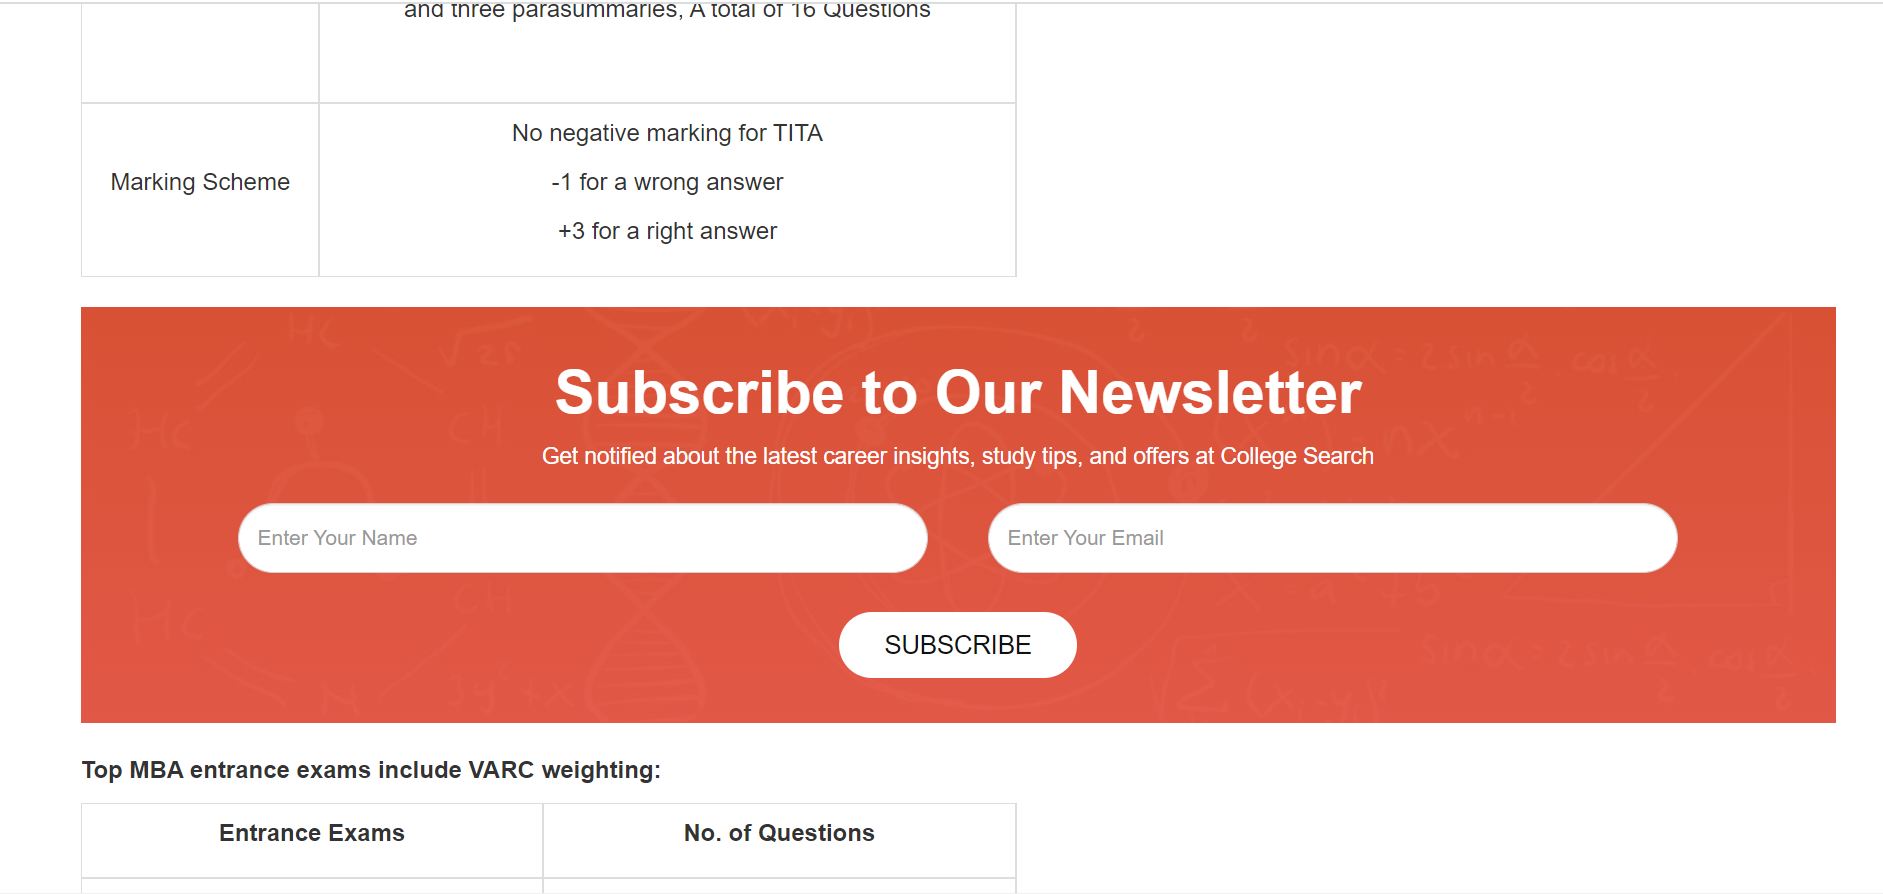 and three parasummaries, A total of 16 Questions
No negative marking for TITA
Marking Scheme
-1 for a wrong answer
+3 for a right answer
Subscribe to Our Newsletter
Get notified about the latest career insights, study tips, and offers at College Search
Enter Your Name
Enter Your Email
SUBSCRIBE
Top MBA entrance exams include VARC weighting:
Entrance Exams
No. of Questions